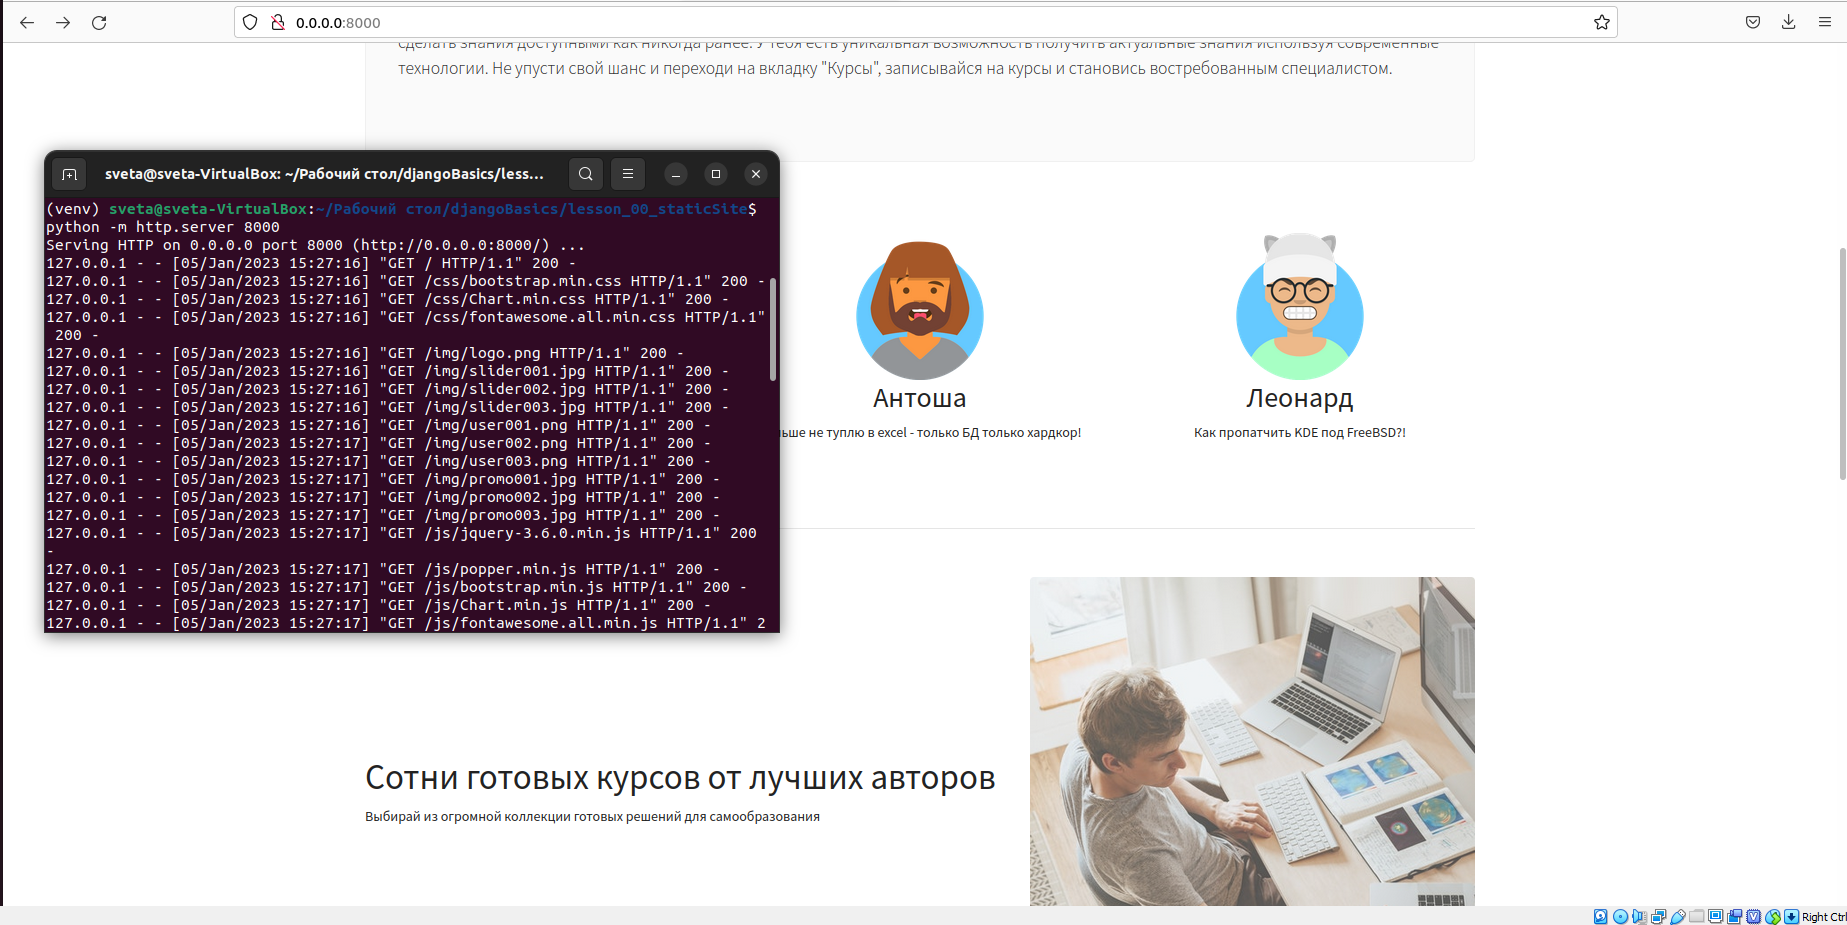 0.0.0.0:8000
сделать знания доступными как никогда ранее. У тебя есть уникальная возможность получить актуальные знания используя современные
технологии. Не упусти свой шанс и переходи на вкладку "Курсы", записывайся на курсы и становись востребованным специалистом.
sveta@sveta-VirtualBox: ~/Рабочий стол/djangoBasics/less...
(venv) sveta@sveta-VirtualBox:~/Рабочий стол/djangoBasics/lesson_00_staticSite$
python -m http.server 8000
Serving HTTP on 0.0.0.0 port 8000 (http://0.0.0.0:8000/) ...
127.0.0.1 - - [05/Jan/2023 15:27:16] "GET / HTTP/1.1" 200 -
127.0.0.1 - - [05/Jan/2023 15:27:16] "GET /css/bootstrap.min.css HTTP/1.1" 200 -
127.0.0.1 - - [05/Jan/2023 15:27:16] "GET /css/Chart.min.css HTTP/1.1" 200 -
127.0.0.1 - - [05/Jan/2023 15:27:16] "GET /css/fontawesome.all.min.css HTTP/1.1"
200 -
127.0.0.1 - - [05/Jan/2023 15:27:16] "GET /img/logo.png HTTP/1.1" 200 -
127.0.0.1 - - [05/Jan/2023 15:27:16] "GET /img/slider001.jpg HTTP/1.1" 200 -
127.0.0.1 - - [05/Jan/2023 15:27:16] "GET /img/slider002.jpg HTTP/1.1" 200 -
127.0.0.1 - - [05/Jan/2023 15:27:16] "GET /img/slider003.jpg HTTP/1.1" 200 -
127.0.0.1 - - [05/Jan/2023 15:27:16] "GET /img/user001.png HTTP/1.1" 200 -
127.0.0.1 - - [05/Jan/2023 15:27:17] "GET /img/user002.png HTTP/1.1" 200 -
127.0.0.1 - - [05/Jan/2023 15:27:17] "GET /img/user003.png HTTP/1.1" 200 -
127.0.0.1 - - [05/Jan/2023 15:27:17] "GET /img/promo001.jpg HTTP/1.1" 200 -
127.0.0.1 - - [05/Jan/2023 15:27:17] "GET /img/promo002.jpg HTTP/1.1" 200 -
127.0.0.1 - - [05/Jan/2023 15:27:17] "GET /img/promo003.jpg HTTP/1.1" 200 -
127.0.0.1 - - [05/Jan/2023 15:27:17] "GET /js/jquery-3.6.0.min.js HTTP/1.1" 200
-
127.0.0.1 - - [05/Jan/2023 15:27:17] "GET /js/popper.min.js HTTP/1.1" 200 -
127.0.0.1 - - [05/Jan/2023 15:27:17] "GET /js/bootstrap.min.js HTTP/1.1" 200 -
127.0.0.1 - - [05/Jan/2023 15:27:17] "GET /js/Chart.min.js HTTP/1.1" 200 -
127.0.0.1 - - [05/Jan/2023 15:27:17] "GET /js/fontawesome.all.min.js HTTP/1.1" 2
Антоша
ьше не туплю в excel - только БД только хардкор!
Леонард
Как пропатчить KDE под FreeBSD?!
Сотни готовых курсов от лучших авторов
Выбирай из огромной коллекции готовых решений для самообразования
Right Ctrl